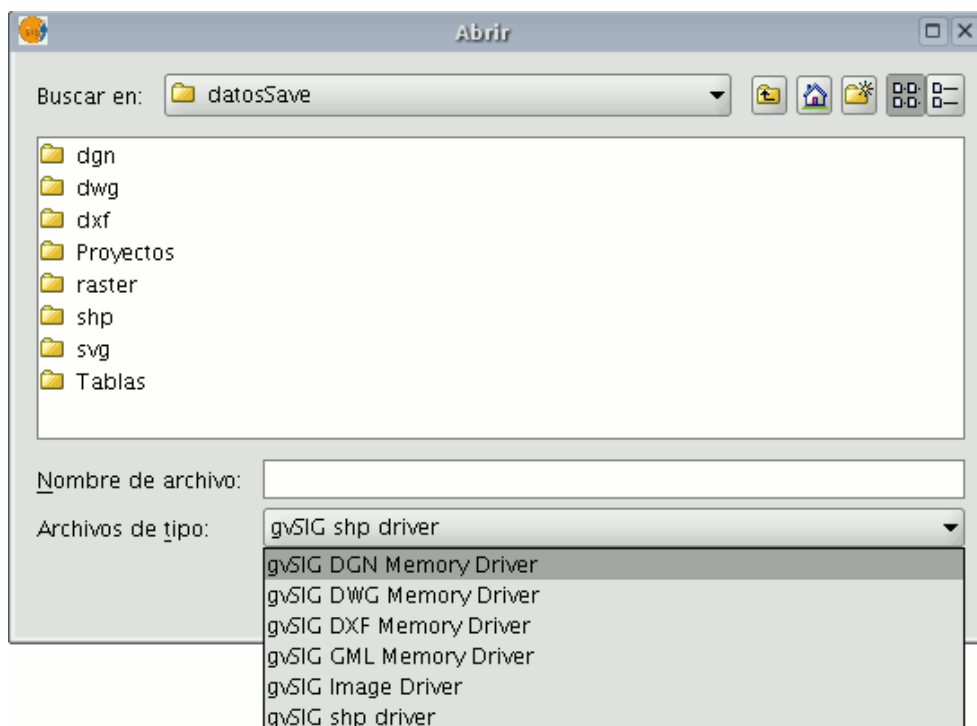 Abrir
Buscar en: datosSave
dgn
dwg
dxf
Proyectos
raster
shp
svg
Tablas
Nombre de archivo:
Archivos de tipo: gvSIG shp driver
gvSIG DGN Memory Driver
gvSIG DWG Memory Driver
gvSIG DXF Memory Driver
gvSIG GML Memory Driver
gvSIG Image Driver
gvSIG shp driver